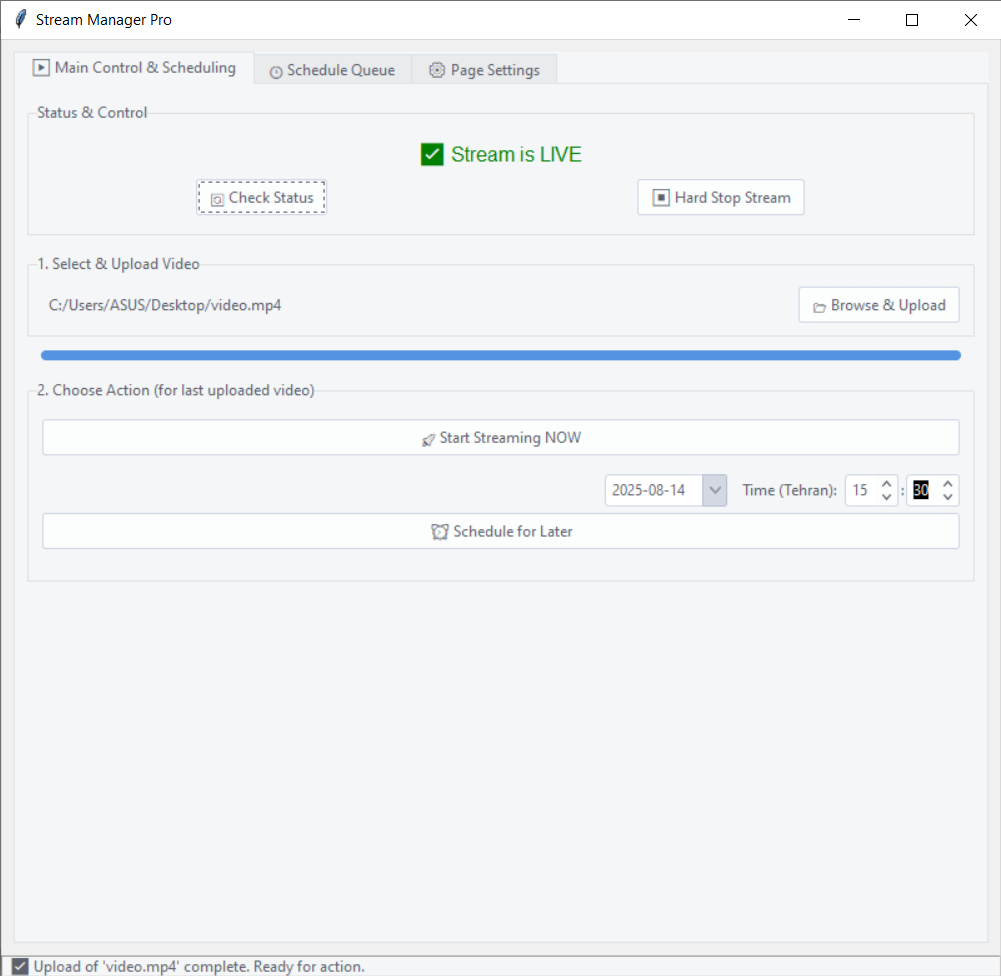 Stream Manager Pro
Main Control & Scheduling Schedule Queue Page Settings
Status & Control
Stream is LIVE
Check Status Hard Stop Stream
1. Select & Upload Video
C:/Users/ASUS/Desktop/video.mp4 Browse & Upload
2. Choose Action (for last uploaded video)
Start Streaming NOW
2025-08-14 Time (Tehran): 15 : 30
Schedule for Later
Upload of 'video.mp4' complete. Ready for action.